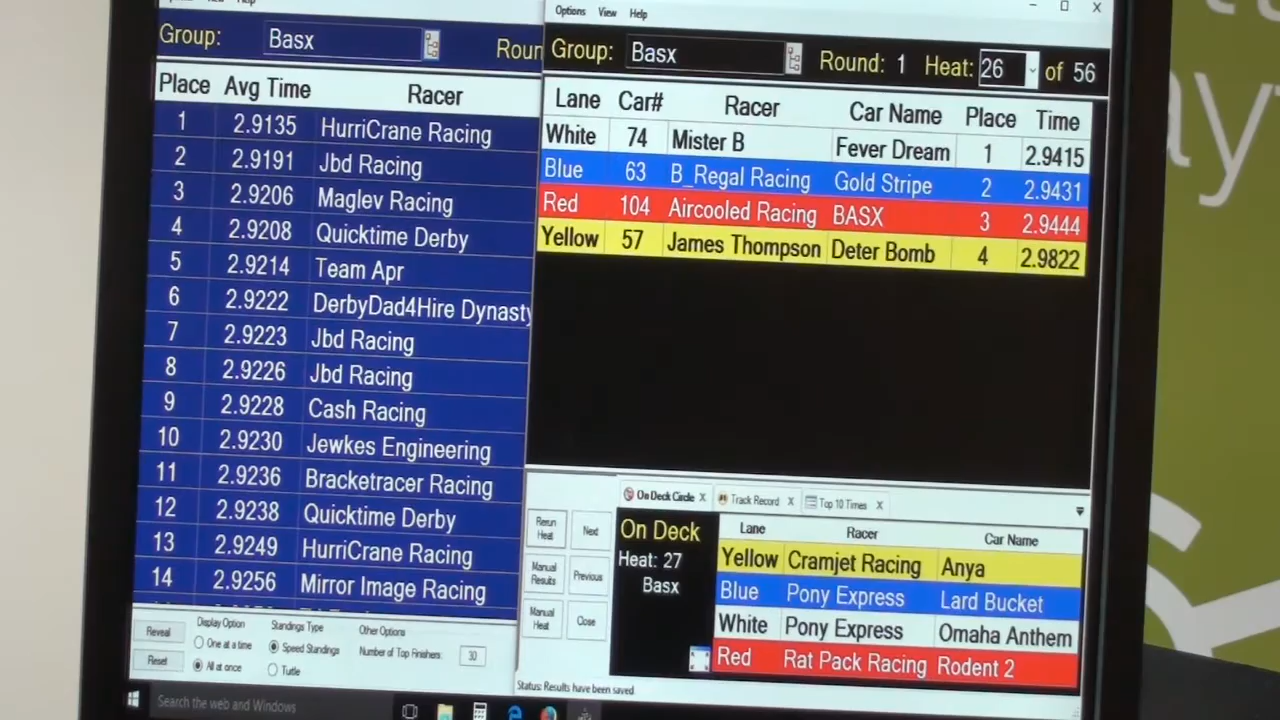 Help
Group: Basx Roun
Place Avg Time Racer
1 2.9135 HurriCrane Racing
2 2.9191 Jbd Racing
3 2.9206 Maglev Racing
4 2.9208 Quicktime Derby
5 2.9214 Team Apr
6 2.9222 DerbyDad4Hire Dynasty
7 2.9223 Jbd Racing
8 2.9226 Jbd Racing
9 2.9228 Cash Racing
10 2.9230 Jewkes Engineering
11 2.9236 Bracketracer Racing
12 2.9238 Quicktime Derby
13 2.9249 HurriCrane Racing
14 2.9256 Mirror Image Racing
Reveal
Reset
Display Option
One at a time
All at once
Standings Type
Speed Standings
Turtle
Other Options
Number of Top Finishers: 30
Options View Help
Group: Basx Round: 1 Heat: 26 of 56
Lane Car# Racer Car Name Place Time
White 74 Mister B Fever Dream 1 2.9415
Blue 63 B_Regal Racing Gold Stripe 2 2.9431
Red 104 Aircooled Racing BASX 3 2.9444
Yellow 57 James Thompson Deter Bomb 4 2.9822
On Deck Circle x Track Record x Top 10 Times x
Rerun Heat Next
Manual Results Previous
Manual Heat Close
On Deck
Heat: 27
Basx
Lane Racer Car Name
Yellow Cramjet Racing Anya
Blue Pony Express Lard Bucket
White Pony Express Omaha Anthem
Red Rat Pack Racing Rodent 2
Status: Results have been saved
Search the web and Windows